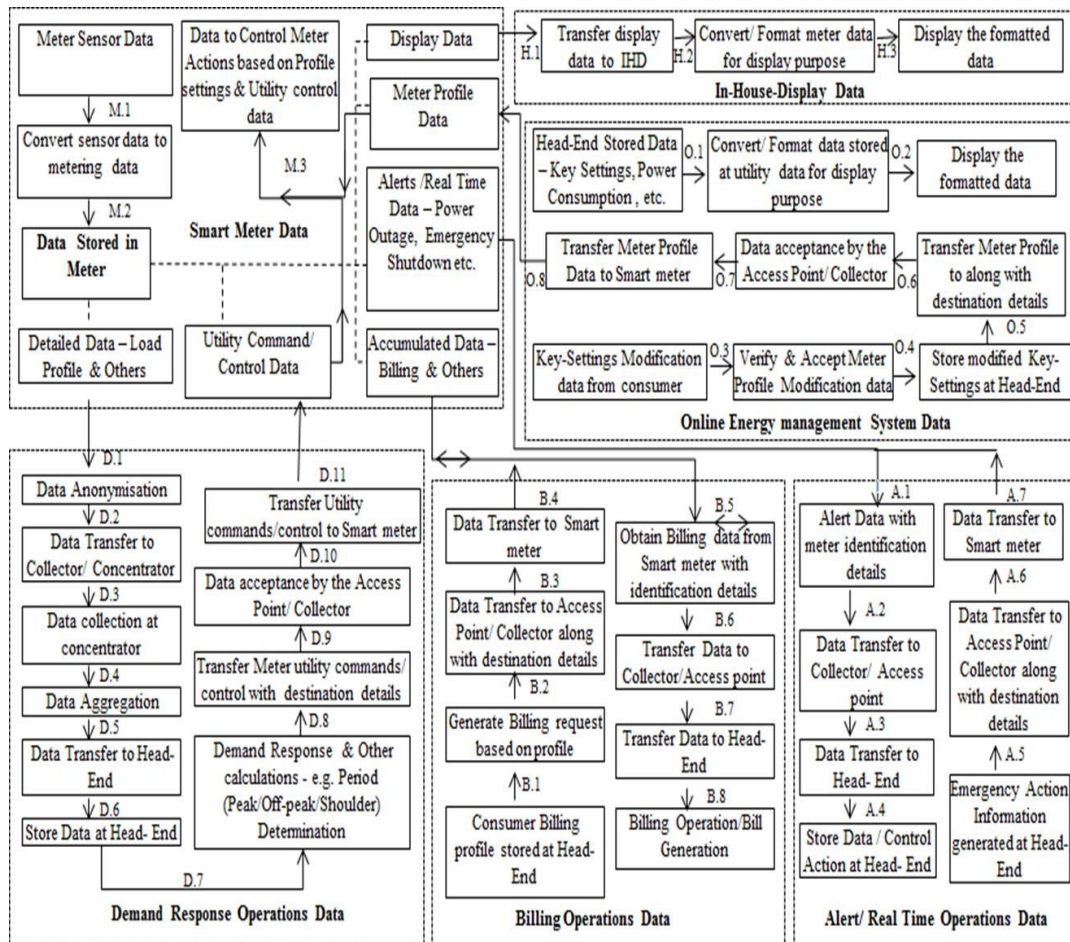 Meter Sensor Data
M.1
Convert sensor data to
metering data
M.2
Data Stored in
Meter
Detailed Data – Load
Profile & Others
Data to Control Meter
Actions based on Profile
settings & Utility control
data
M.3
Smart Meter Data
Utility Command/
Control Data
Display Data
Meter Profile
Data
Alerts /Real Time
Data – Power
Outage, Emergency
Shutdown etc.
Accumulated Data –
Billing & Others
H.1
Transfer display
data to IHD
H.2
Convert/ Format meter data
for display purpose
H.3
Display the formatted
data
In-House-Display Data
Head-End Stored Data
– Key Settings, Power
Consumption , etc.
O.1
Convert/ Format data stored
at utility data for display
purpose
O.2
Display the
formatted data
O.8
Transfer Meter Profile
Data to Smart meter
O.7
Data acceptance by the
Access Point/ Collector
O.6
Transfer Meter Profile
to along with
destination details
O.5
Key-Settings Modification
data from consumer
O.3
Verify & Accept Meter
Profile Modification data
O.4
Store modified Key-
Settings at Head-End
Online Energy management System Data
D.1
Data Anonymisation
D.2
Data Transfer to
Collector/ Concentrator
D.3
Data collection at
concentrator
D.4
Data Aggregation
D.5
Data Transfer to Head-
End
D.6
Store Data at Head- End
D.7
D.11
Transfer Utility
commands/control to Smart meter
D.10
Data acceptance by the Access
Point/ Collector
D.9
Transfer Meter utility commands/
control with destination details
D.8
Demand Response & Other
calculations - e.g. Period
(Peak/Off-peak/Shoulder)
Determination
Demand Response Operations Data
B.4
Data Transfer to Smart
meter
B.3
Data Transfer to Access
Point/ Collector along
with destination details
B.2
Generate Billing request
based on profile
B.1
Consumer Billing
profile stored at Head-
End
B.5
Obtain Billing data from
Smart meter with
identification details
B.6
Transfer Data to
Collector/Access point
B.7
Transfer Data to Head-
End
B.8
Billing Operation/Bill
Generation
Billing Operations Data
A.1
Alert Data with
meter identification
details
A.2
Data Transfer to
Collector/ Access
point
A.3
Data Transfer
to Head- End
A.4
Store Data / Control
Action at Head- End
A.7
Data Transfer to
Smart meter
A.6
Data Transfer to
Access Point/
Collector along
with destination
details
A.5
Emergency Action
Information
generated at Head-
End
Alert/ Real Time Operations Data